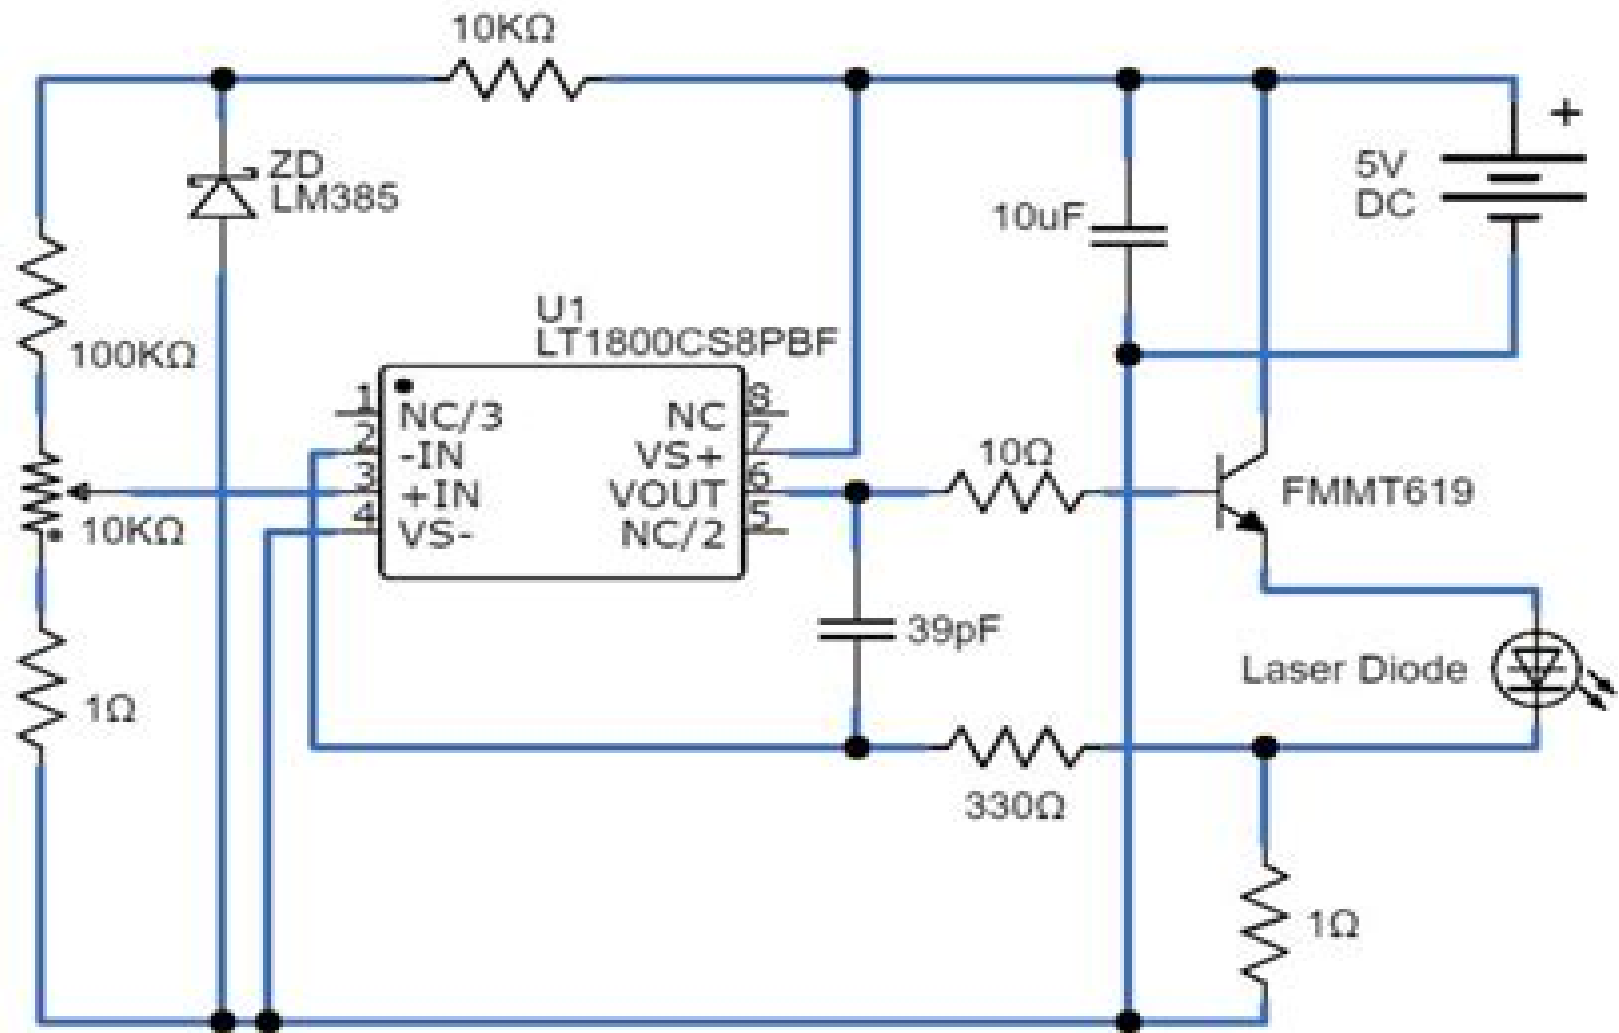 10KΩ
+
ZD
LM385
5V
DC
10uF
U1
LT1800CS8PBF
100KΩ
1
NC/3
NC
8
2
-IN
VS+
7
10Ω
3
+IN
VOUT
6
FMMT619
10KΩ
4
VS-
NC/2
5
39pF
Laser Diode
1Ω
330Ω
1Ω